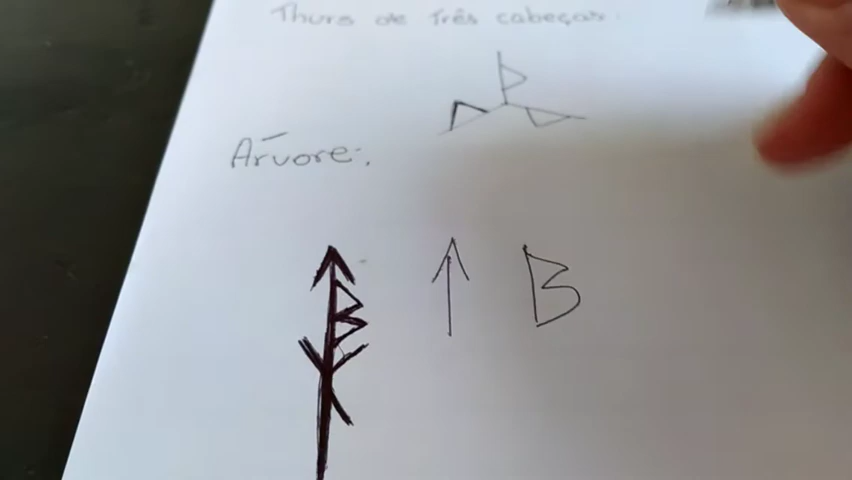 Thurs de Três cabeças.
Árvore:.
↑ B